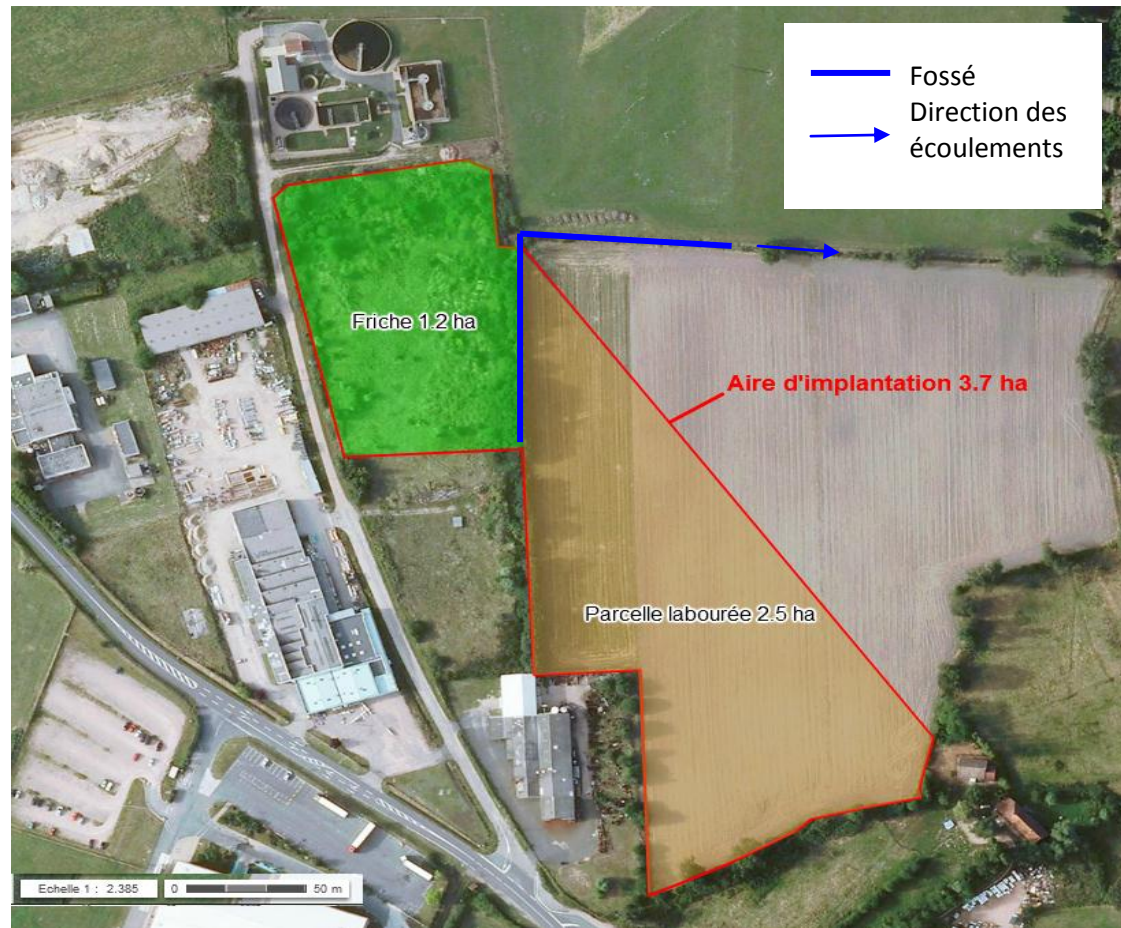 Fossé
Direction des
écoulements
Friche 1.2 ha
Aire d'implantation 3.7 ha
Parcelle labourée 2.5 ha
Echelle 1 : 2.385 0 50 m